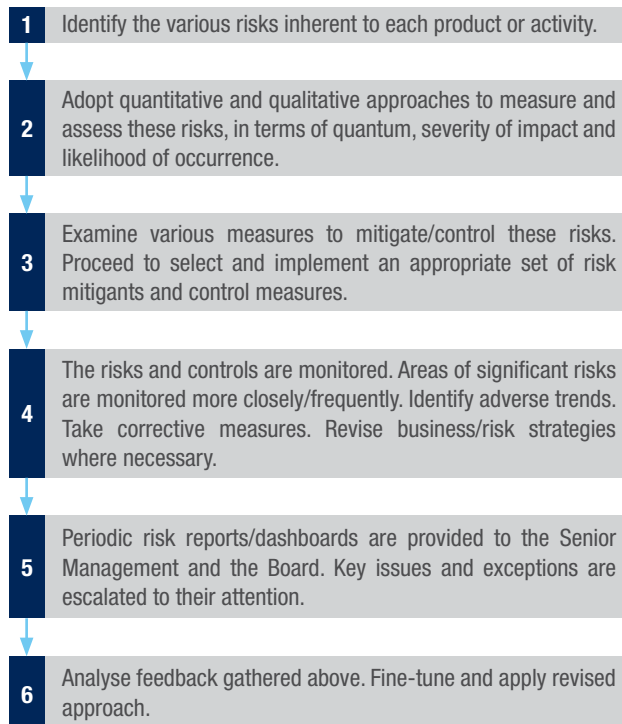 1 Identify the various risks inherent to each product or activity.
Adopt quantitative and qualitative approaches to measure and
2 assess these risks, in terms of quantum, severity of impact and
likelihood of occurrence.
Examine various measures to mitigate/control these risks.
3 Proceed to select and implement an appropriate set of risk
mitigants and control measures.
The risks and controls are monitored. Areas of significant risks
are monitored more closely/frequently. Identify adverse trends.
4
Take corrective measures. Revise business/risk strategies
where necessary.
Periodic risk reports/dashboards are provided to the Senior
5 Management and the Board. Key issues and exceptions are
escalated to their attention.
6
Analyse feedback gathered above. Fine-tune and apply revised
approach.